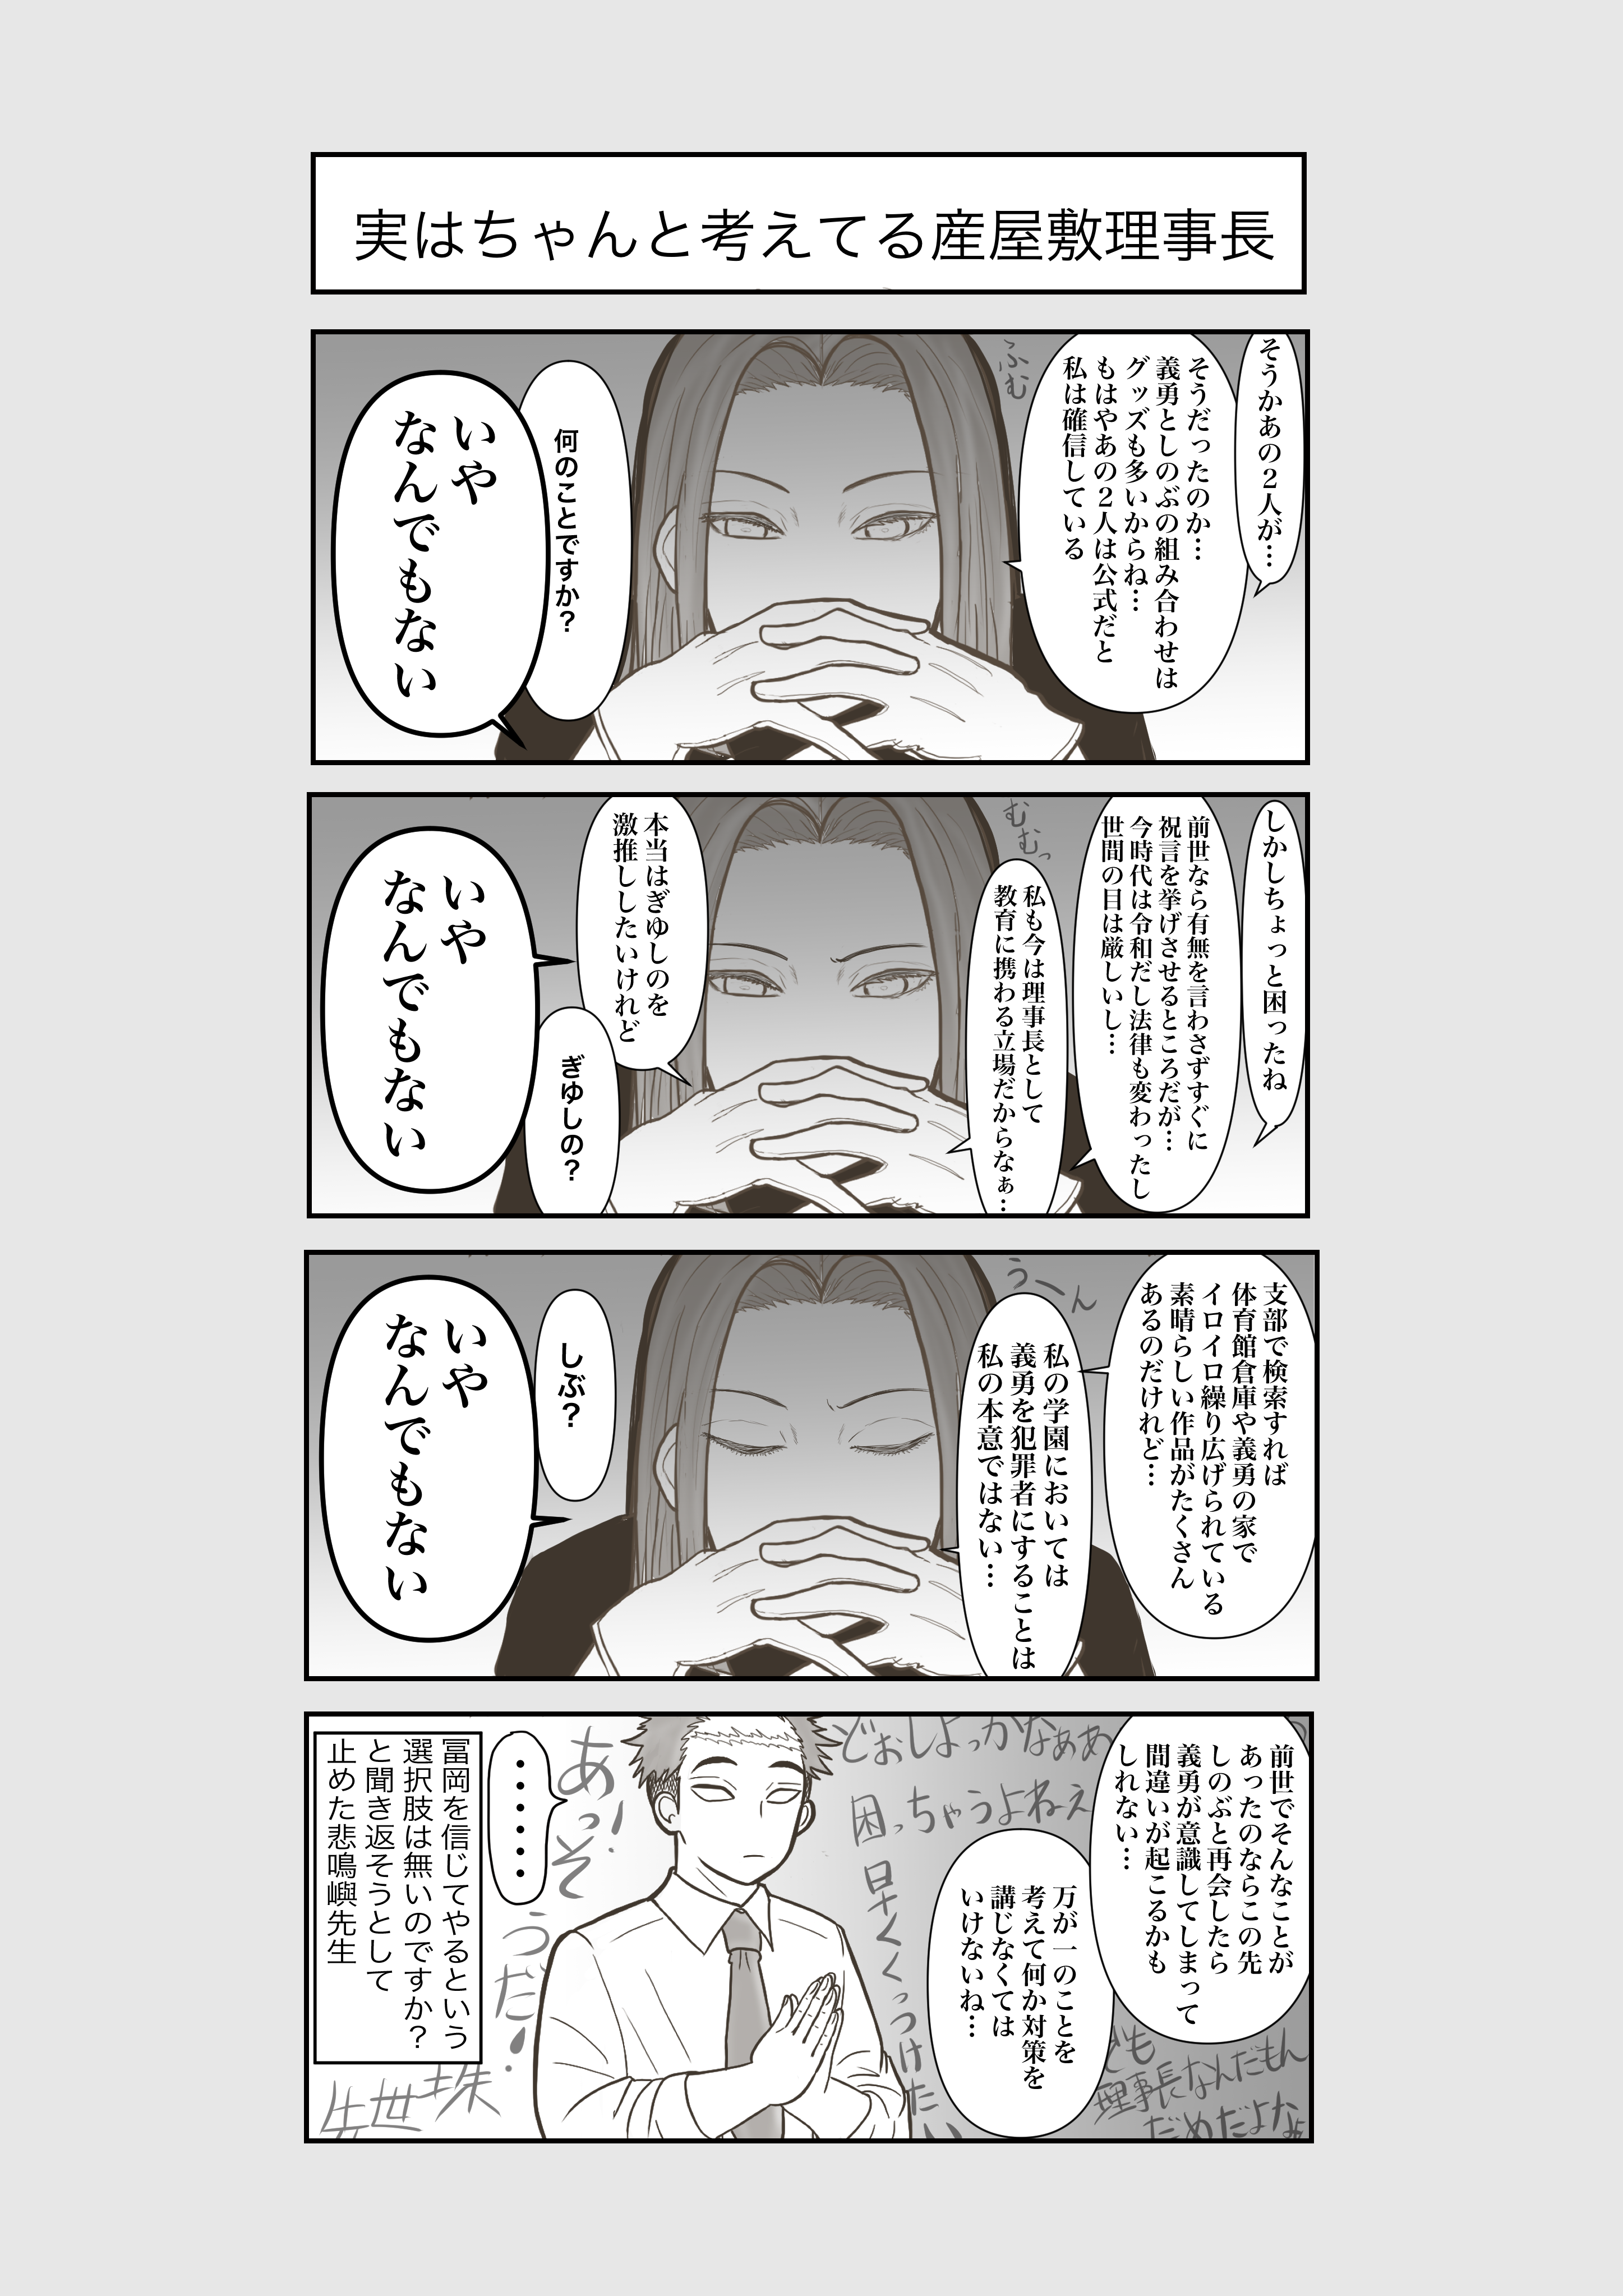 実はちゃんと考えてる産屋敷理事長
そうかあの２人が…
そうだったのか…
義勇としのぶの組み合わせは
グッズも多いからね…
もはやあの２人は公式だと
私は確信している
ふむ
何のことですか？
いや
なんでもない
しかしちょっと困ったね
前世なら有無を言わさずすぐに
祝言を挙げさせるところだが…
今時代は令和だし法律も変わったし
世間の目は厳しいし…
むむっ
私も今は理事長として
教育に携わる立場だからなぁ…
本当はぎゆしのを
激推ししたいけれど
ぎゆしの？
いや
なんでもない
支部で検索すれば
体育館倉庫や義勇の家で
イロイロ繰り広げられている
素晴らしい作品がたくさん
あるのだけれど…
うーん
私の学園においては
義勇を犯罪者にすることは
私の本意ではない…
しぶ？
いや
なんでもない
前世でそんなことが
あったのならこの先
しのぶと再会したら
義勇が意識してしまって
間違いが起こるかも
しれない…
万が一のことを
考えて何か対策を
講じなくては
いけないね…
どぉしよっかなぁあ
困っちゃうよねぇ
早くくっつけたい
でも
理事長なんだもん
だめだよなぁ
あっ！
そ
うだ！
・・・・・・
冨岡を信じてやるという
選択肢は無いのですか？
と聞き返そうとして
止めた悲鳴嶼先生